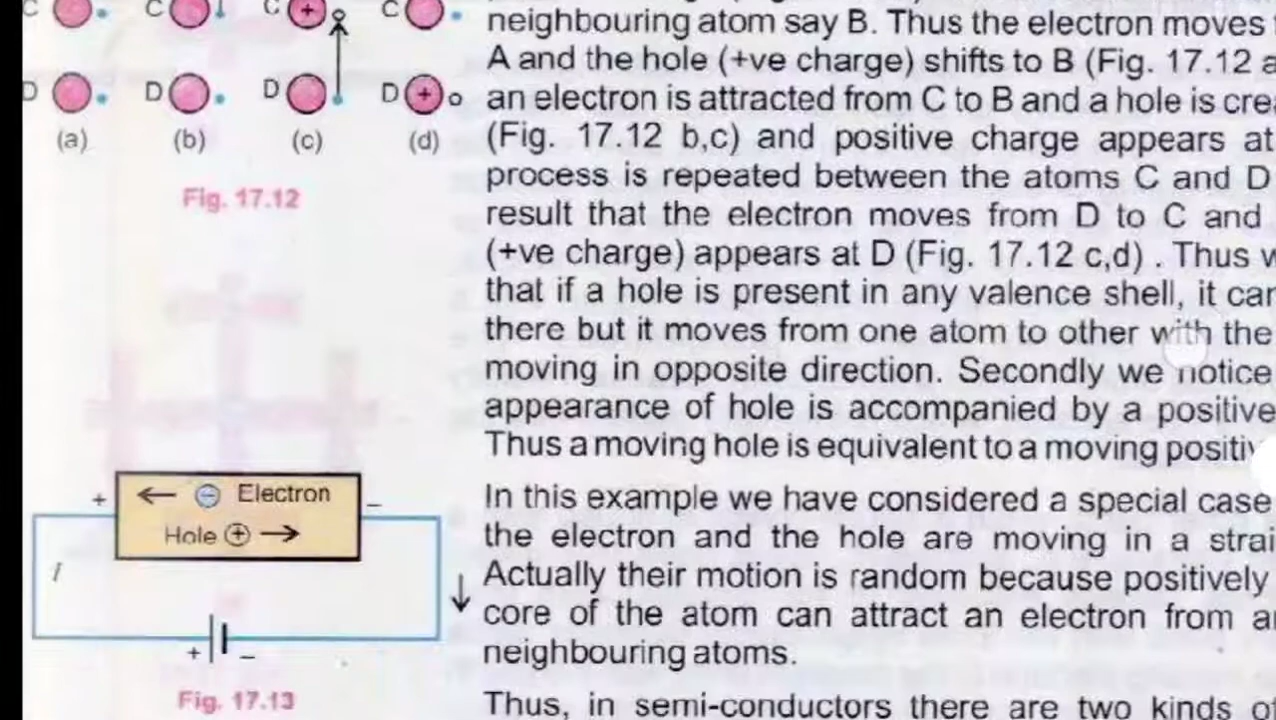 C C C + C
D D D D +
(a) (b) (c) (d)
Fig. 17.12
neighbouring atom say B. Thus the electron moves
A and the hole (+ve charge) shifts to B (Fig. 17.12 a
an electron is attracted from C to B and a hole is cre
(Fig. 17.12 b,c) and positive charge appears at
process is repeated between the atoms C and D
result that the electron moves from D to C and
(+ve charge) appears at D (Fig. 17.12 c,d) . Thus w
that if a hole is present in any valence shell, it can
there but it moves from one atom to other with the
moving in opposite direction. Secondly we notice
appearance of hole is accompanied by a positive
Thus a moving hole is equivalent to a moving positiv
+ ← − Electron −
Hole + →
I
+ −
Fig. 17.13
In this example we have considered a special case
the electron and the hole are moving in a strai
Actually their motion is random because positively
core of the atom can attract an electron from a
neighbouring atoms.
Thus, in semi-conductors there are two kinds of